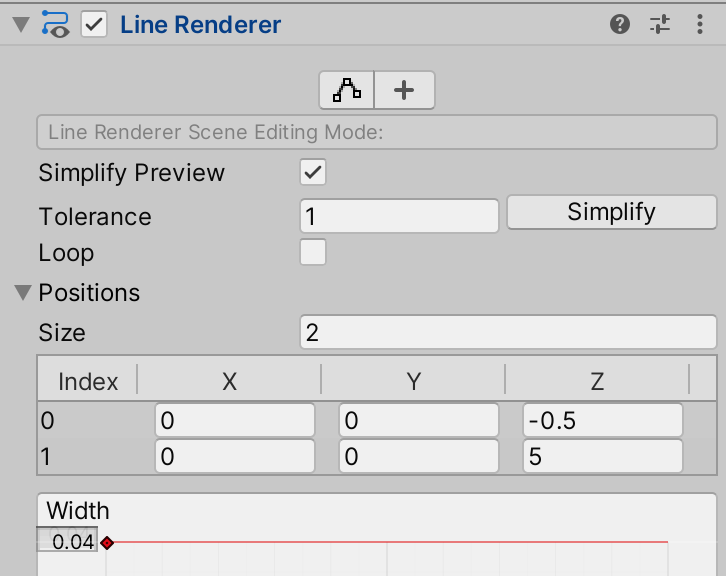 Line Renderer
Line Renderer Scene Editing Mode:
Simplify Preview
Tolerance 1 Simplify
Loop
Positions
Size 2
Index X Y Z
0 0 0 -0.5
1 0 0 5
Width
0.04